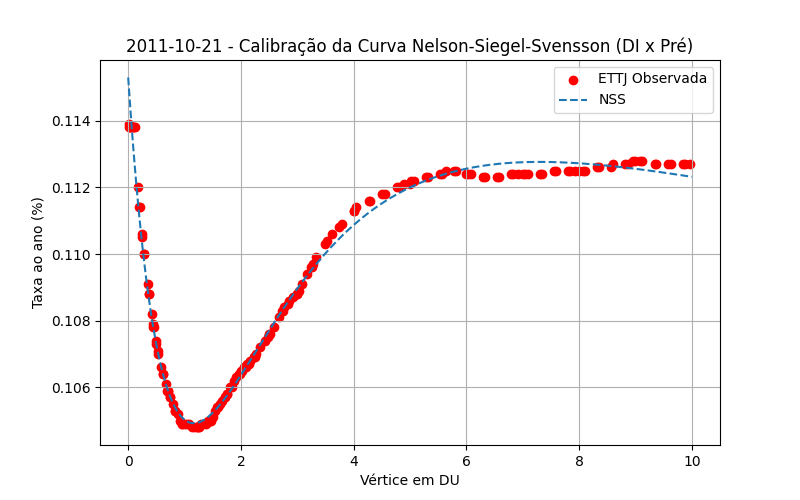 2011-10-21 - Calibração da Curva Nelson-Siegel-Svensson (DI x Pré)
ETTJ Observada
NSS
Taxa ao ano (%)
0.114
0.112
0.110
0.108
0.106
0
2
4
6
8
10
Vértice em DU